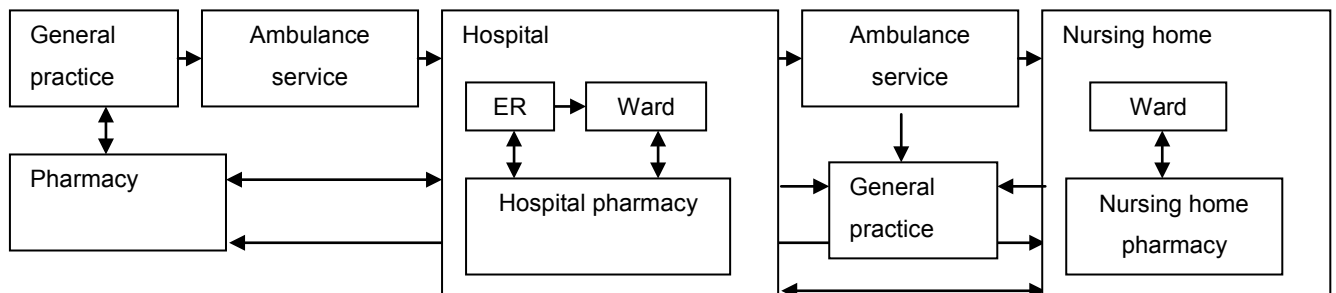 General
practice
Ambulance
service
Hospital
ER
Ward
Hospital pharmacy
Pharmacy
Ambulance
service
General
practice
Nursing home
Ward
Nursing home
pharmacy